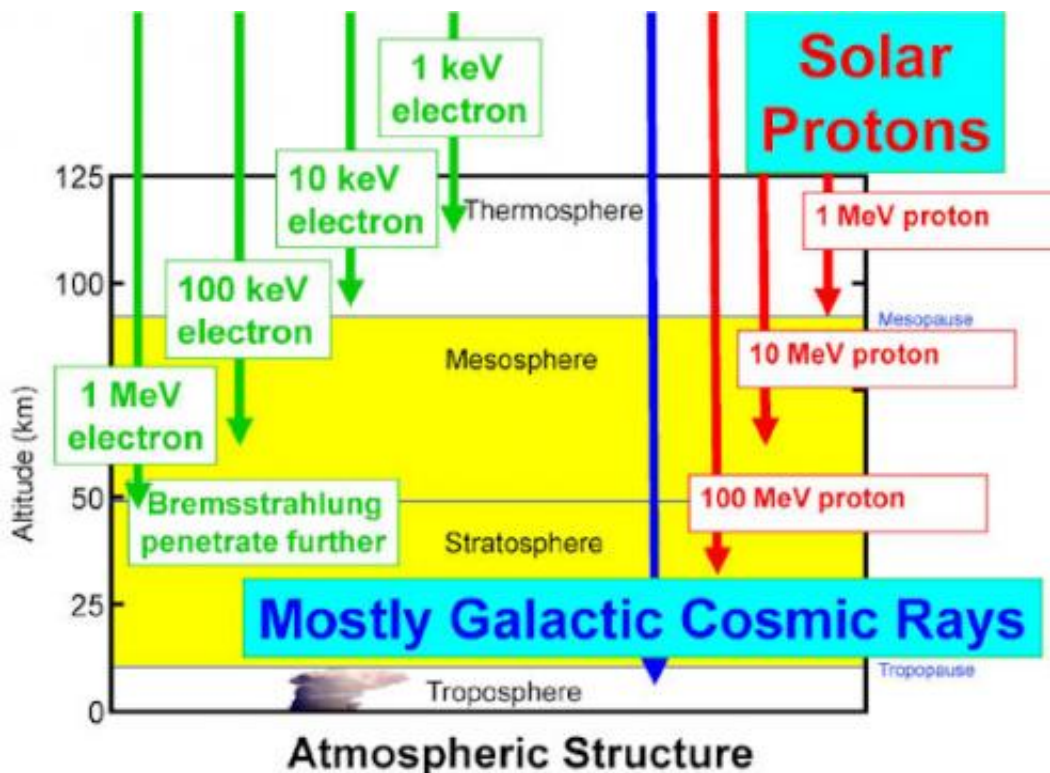 1 keV
electron
Solar
Protons
10 keV
electron
125
Thermosphere
1 MeV proton
100 keV
electron
100
Mesopause
Mesosphere
10 MeV proton
1 MeV
electron
Altitude (km)
100 MeV proton
50
Bremsstrahlung
penetrate further
Stratosphere
25
Mostly Galactic Cosmic Rays
Tropopause
Troposphere
0
Atmospheric Structure